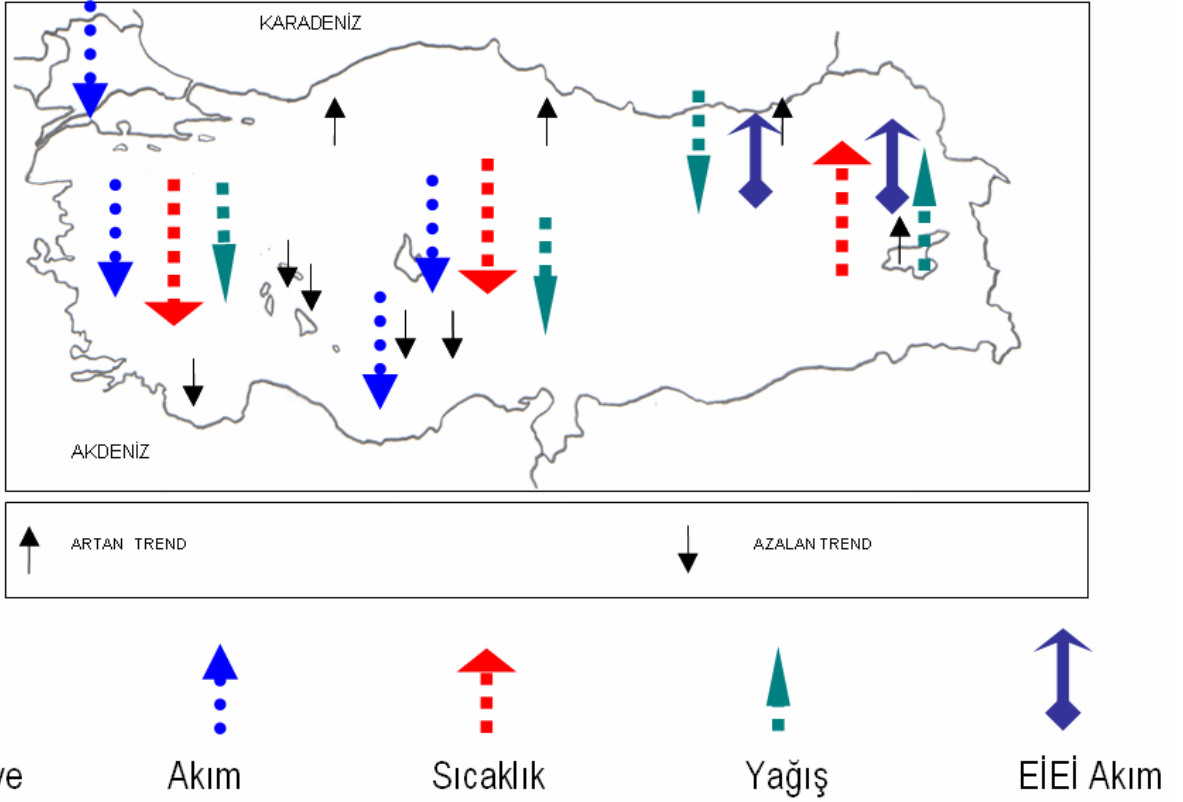 KARADENİZ
AKDENİZ
ARTAN TREND
AZALAN TREND
Akım
Sıcaklık
Yağış
EİEİ Akım